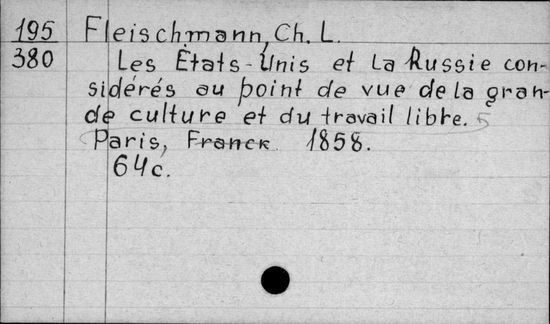 195 Fleischmann, Ch. L.
380 Les États-Unis et la Russie con-
sidérés au point de vue de la gran-
de culture et du travail libre.
Paris, Franck 1858.
64 c.